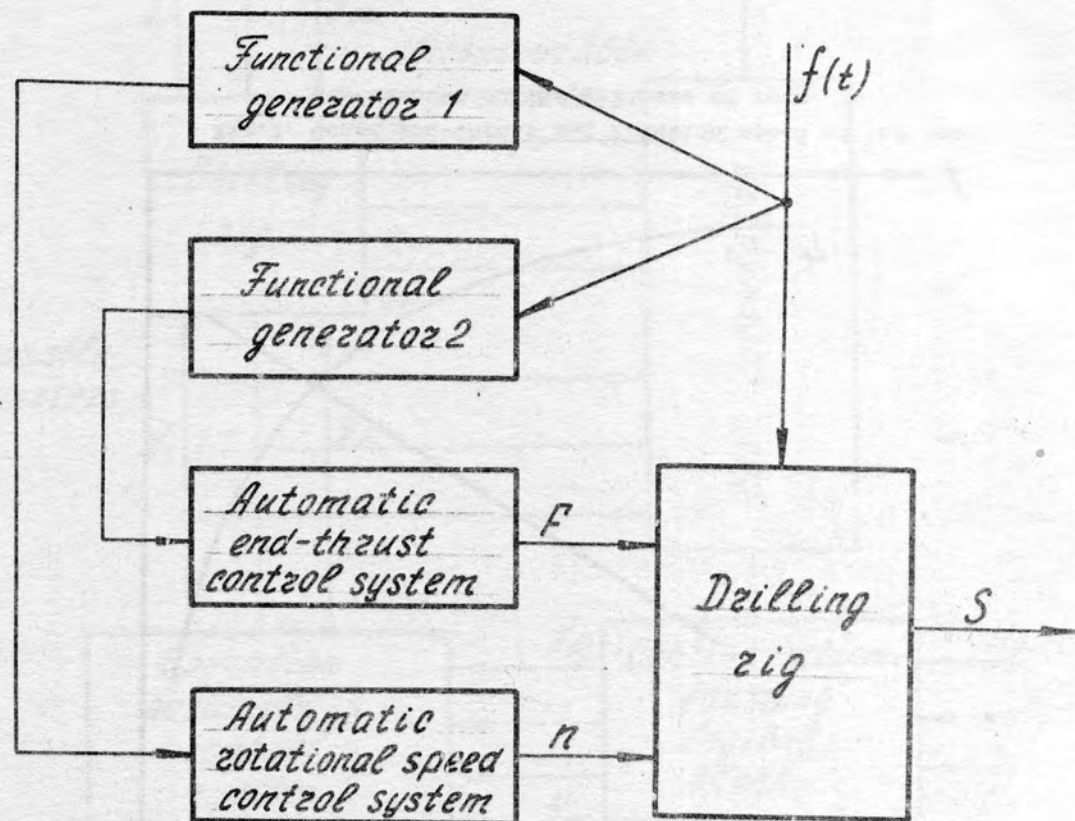 Functional
generator 1
f(t)
Functional
generator 2
Automatic
end-thrust
control system
F
Drilling
rig
S
Automatic
rotational speed
control system
n